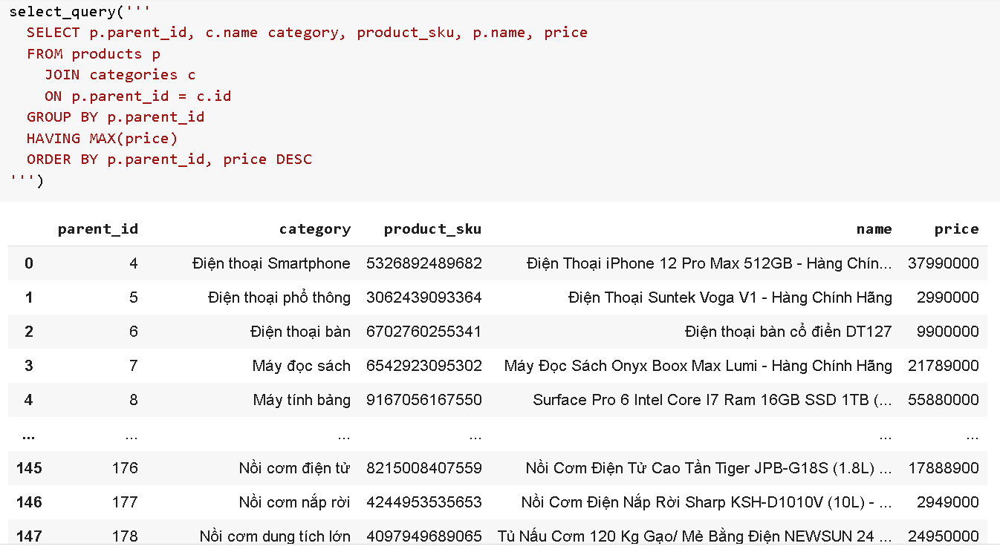 select_query('''
SELECT p.parent_id, c.name category, product_sku, p.name, price
FROM products p
JOIN categories c
ON p.parent_id = c.id
GROUP BY p.parent_id
HAVING MAX(price)
ORDER BY p.parent_id, price DESC
''')
parent_id category product_sku name price
0 4 Điện thoại Smartphone 5326892489682 Điện Thoại iPhone 12 Pro Max 512GB - Hàng Chín... 37990000
1 5 Điện thoại phổ thông 3062439093364 Điện Thoại Suntek Voga V1 - Hàng Chính Hãng 2990000
2 6 Điện thoại bàn 6702760255341 Điện thoại bàn cổ điển DT127 9900000
3 7 Máy đọc sách 6542923095302 Máy Đọc Sách Onyx Boox Max Lumi - Hàng Chính Hãng 21789000
4 8 Máy tính bảng 9167056167550 Surface Pro 6 Intel Core I7 Ram 16GB SSD 1TB (... 55880000
... ... ... ... ... ...
145 176 Nồi cơm điện tử 8215008407559 Nồi Cơm Điện Tử Cao Tần Tiger JPB-G18S (1.8L) ... 17888900
146 177 Nồi cơm nắp rời 4244953535653 Nồi Cơm Điện Nắp Rời Sharp KSH-D1010V (10L) - ... 2949000
147 178 Nồi cơm dung tích lớn 4097949689065 Tủ Nấu Cơm 120 Kg Gạo/ Mẻ Bằng Điện NEWSUN 24 ... 24950000